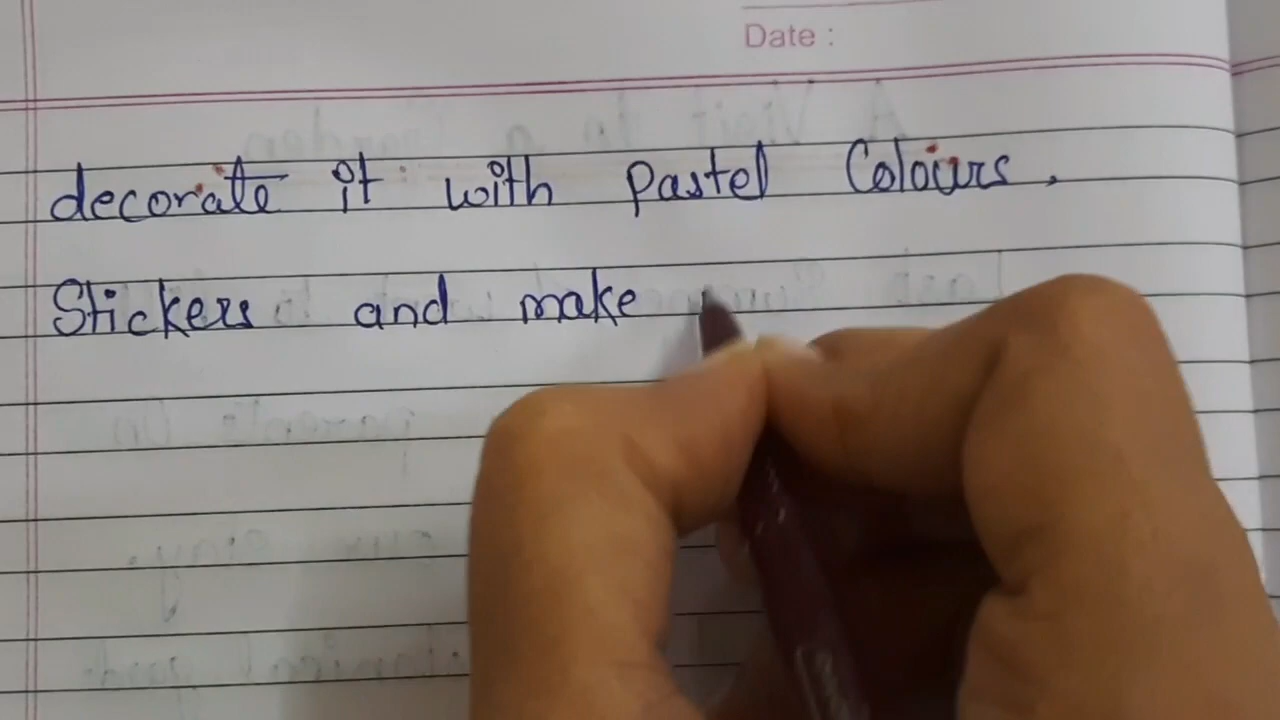 Date :
decorate it with Pastel Colours,
Stickers and make